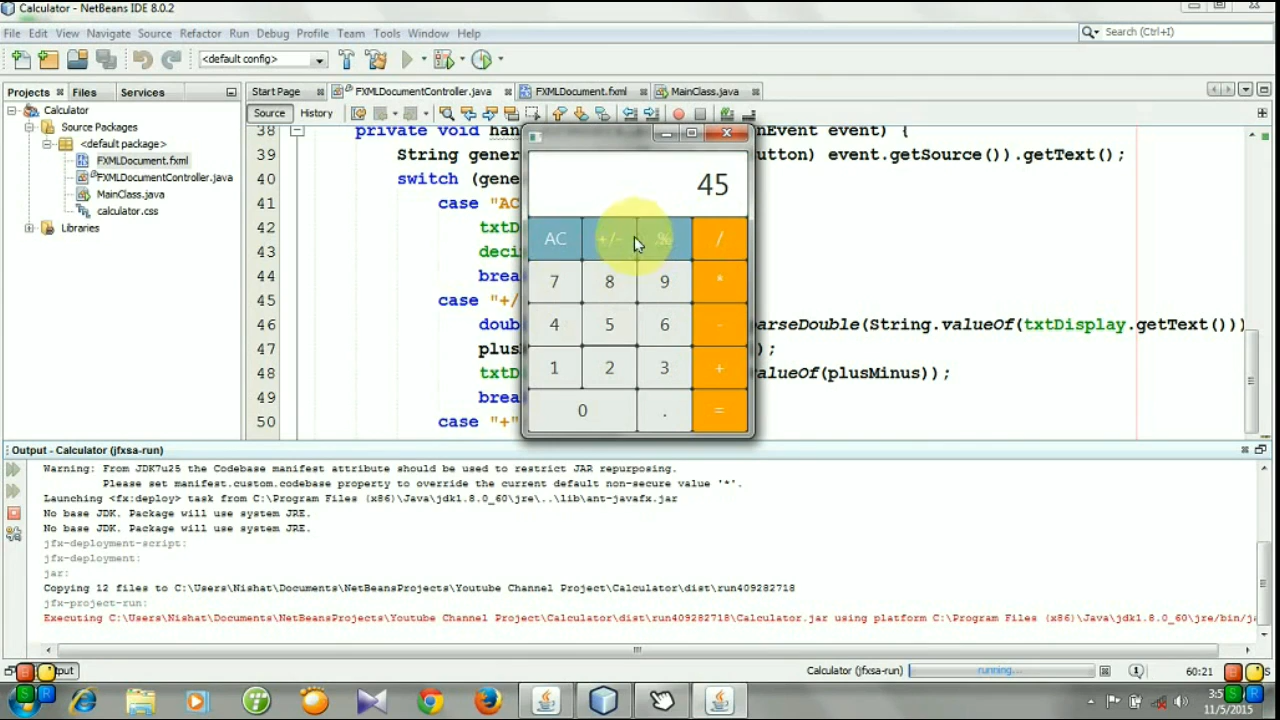 Calculator - NetBeans IDE 8.0.2
File Edit View Navigate Source Refactor Run Debug Profile Team Tools Window Help
Search (Ctrl+I)
<default config>
Projects Files Services
Start Page FXMLDocumentController.java FXMLDocument.fxml MainClass.java
Source History
Calculator
Source Packages
<default package>
FXMLDocument.fxml
FXMLDocumentController.java
MainClass.java
calculator.css
Libraries
38 private void han onEvent event) {
39 String gener utton) event.getSource()).getText();
40 switch (gene
41 case "AC
42 txtD
43 deci
44 brea
45 case "+/
46 doub arseDouble(String.valueOf(txtDisplay.getText()))
47 plus );
48 txtD alueOf(plusMinus));
49 brea
50 case "+"
45
AC +/- % /
7 8 9 *
4 5 6 -
1 2 3 +
0 . =
Output - Calculator (jfxsa-run)
Warning: From JDK7u25 the Codebase manifest attribute should be used to restrict JAR repurposing.
Please set manifest.custom.codebase property to override the current default non-secure value '*'.
Launching <fx:deploy> task from C:\Program Files (x86)\Java\jdk1.8.0_60\jre\..\lib\ant-javafx.jar
No base JDK. Package will use system JRE.
No base JDK. Package will use system JRE.
jfx-deployment-script:
jfx-deployment:
jar:
Copying 12 files to C:\Users\Nishat\Documents\NetBeansProjects\Youtube Channel Project\Calculator\dist\run409282718
jfx-project-run:
Executing C:\Users\Nishat\Documents\NetBeansProjects\Youtube Channel Project\Calculator\dist\run409282718\Calculator.jar using platform C:\Program Files (x86)\Java\jdk1.8.0_60\jre/bin/j
Calculator (jfxsa-run) running... 1 60:21
S R
S R
3:5
11/5/2015